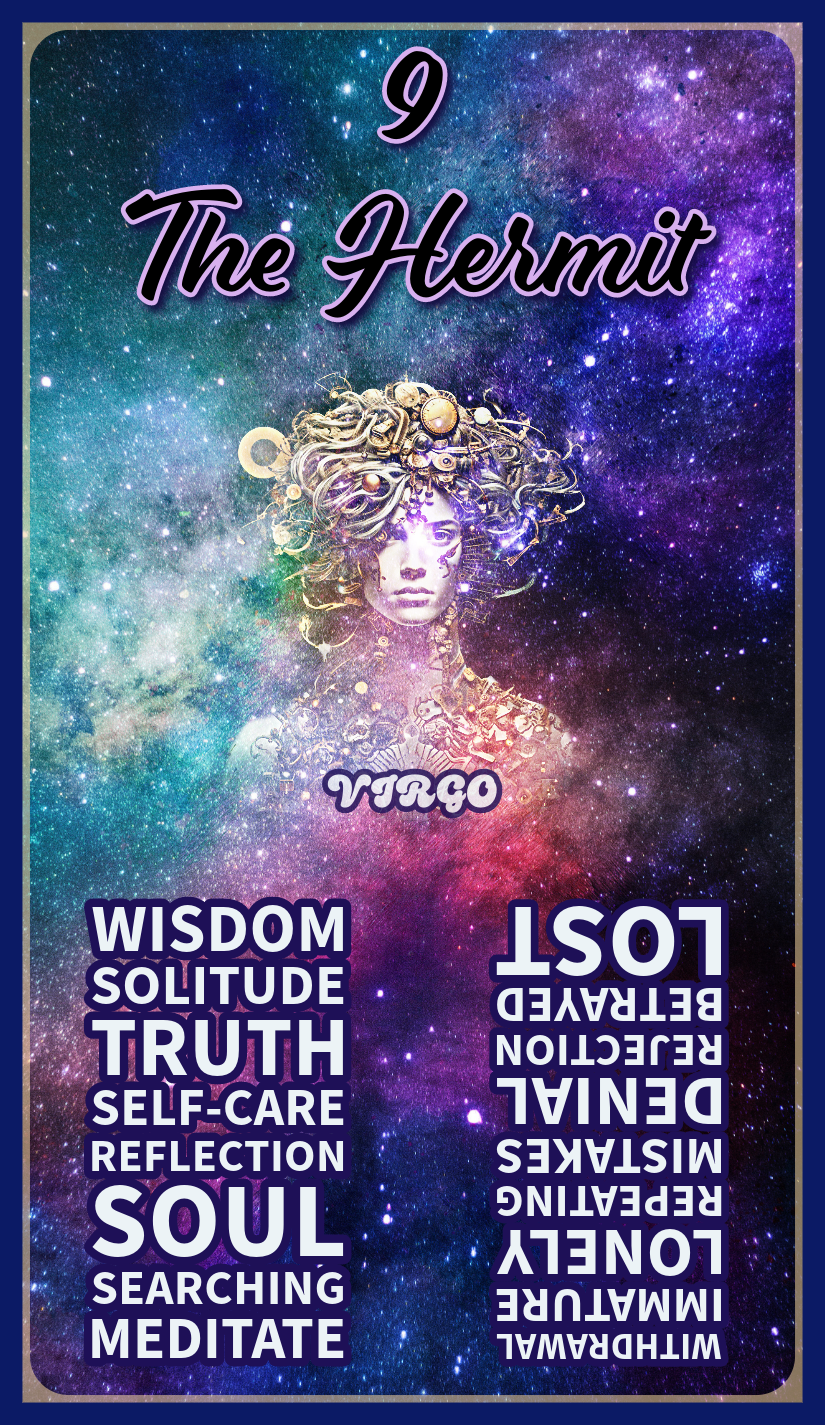 9
The Hermit
VIRGO
WISDOM
SOLITUDE
TRUTH
SELF-CARE
REFLECTION
SOUL
SEARCHING
MEDITATE
WITHDRAWAL
IMMATURE
LONELY
REPEATING
MISTAKES
DENIAL
REJECTION
BETRAYED
LOST